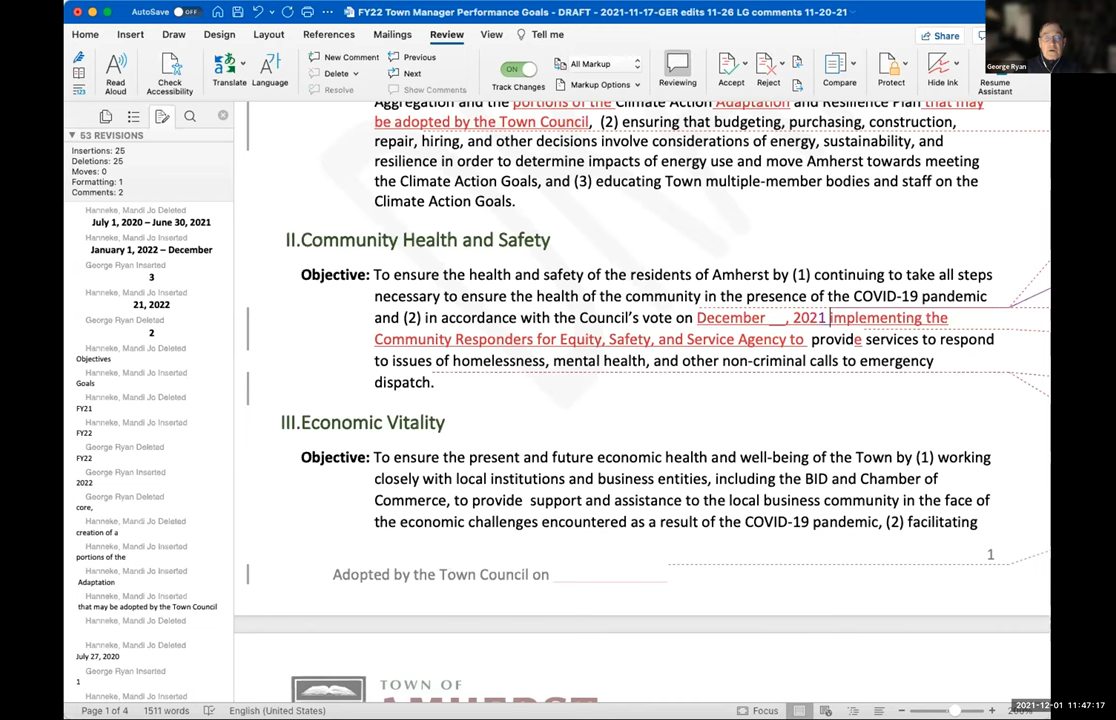 AutoSave OFF
FY22 Town Manager Performance Goals - DRAFT - 2021-11-17-GER edits 11-26 LG comments 11-20-21
Home Insert Draw Design Layout References Mailings Review View Tell me
Share
George Ryan
Read Aloud
Check Accessibility
Translate
Language
New Comment
Delete
Resolve
Previous
Next
Show Comments
ON
Track Changes
All Markup
Markup Options
Reviewing
Accept
Reject
Compare
Protect
Hide Ink
Resume Assistant
53 REVISIONS
Insertions: 25
Deletions: 25
Moves: 0
Formatting: 1
Comments: 2
Hanneke, Mandi Jo Deleted
July 1, 2020 – June 30, 2021
Hanneke, Mandi Jo Inserted
January 1, 2022 – December
George Ryan Inserted
3
Hanneke, Mandi Jo Inserted
21, 2022
George Ryan Deleted
2
Hanneke, Mandi Jo Deleted
Objectives
Hanneke, Mandi Jo Inserted
Goals
Hanneke, Mandi Jo Deleted
FY21
Hanneke, Mandi Jo Inserted
FY22
George Ryan Deleted
FY22
George Ryan Inserted
2022
George Ryan Deleted
core,
Hanneke, Mandi Jo Deleted
creation of a
Hanneke, Mandi Jo Inserted
portions of the
Hanneke, Mandi Jo Inserted
Adaptation
Hanneke, Mandi Jo Inserted
that may be adopted by the Town Council
Hanneke, Mandi Jo Deleted
Hanneke, Mandi Jo Deleted
July 27, 2020
George Ryan Inserted
1
Hanneke, Mandi Jo Inserted
Aggregation and the portions of the Climate Action Adaptation and Resilience Plan that may
be adopted by the Town Council, (2) ensuring that budgeting, purchasing, construction,
repair, hiring, and other decisions involve considerations of energy, sustainability, and
resilience in order to determine impacts of energy use and move Amherst towards meeting
the Climate Action Goals, and (3) educating Town multiple-member bodies and staff on the
Climate Action Goals.
II.Community Health and Safety
Objective: To ensure the health and safety of the residents of Amherst by (1) continuing to take all steps
necessary to ensure the health of the community in the presence of the COVID-19 pandemic
and (2) in accordance with the Council's vote on December __, 2021 implementing the
Community Responders for Equity, Safety, and Service Agency to provide services to respond
to issues of homelessness, mental health, and other non-criminal calls to emergency
dispatch.
III.Economic Vitality
Objective: To ensure the present and future economic health and well-being of the Town by (1) working
closely with local institutions and business entities, including the BID and Chamber of
Commerce, to provide support and assistance to the local business community in the face of
the economic challenges encountered as a result of the COVID-19 pandemic, (2) facilitating
1
Adopted by the Town Council on
TOWN OF
AMHERST
Page 1 of 4 1511 words English (United States) Focus
2021-12-01 11:47:17